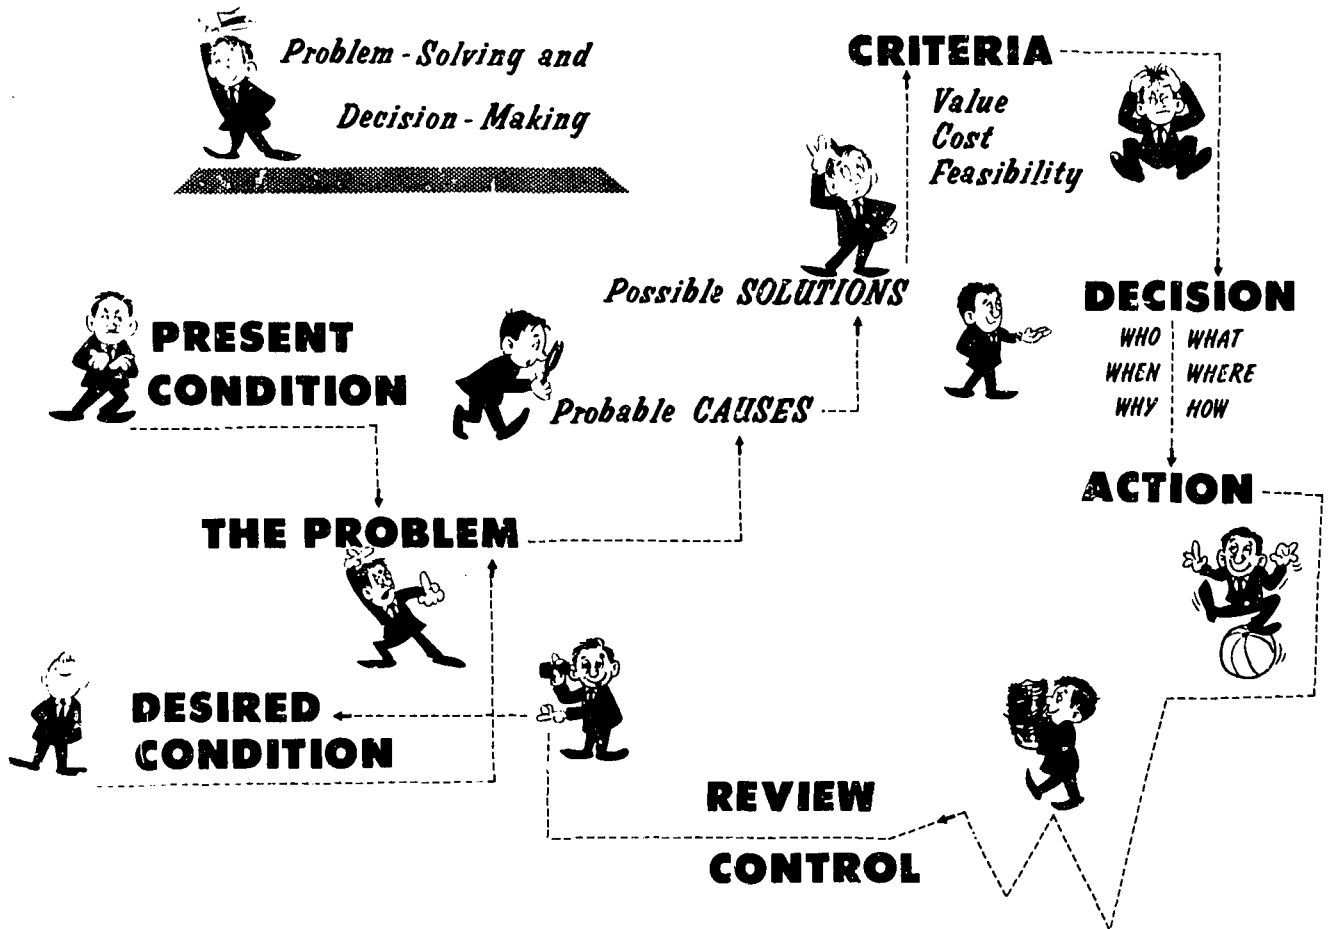 Problem-Solving and
Decision-Making
PRESENT
CONDITION
THE PROBLEM
DESIRED
CONDITION
Probable CAUSES
Possible SOLUTIONS
CRITERIA
Value
Cost
Feasibility
DECISION
WHO WHAT
WHEN WHERE
WHY HOW
ACTION
REVIEW
CONTROL